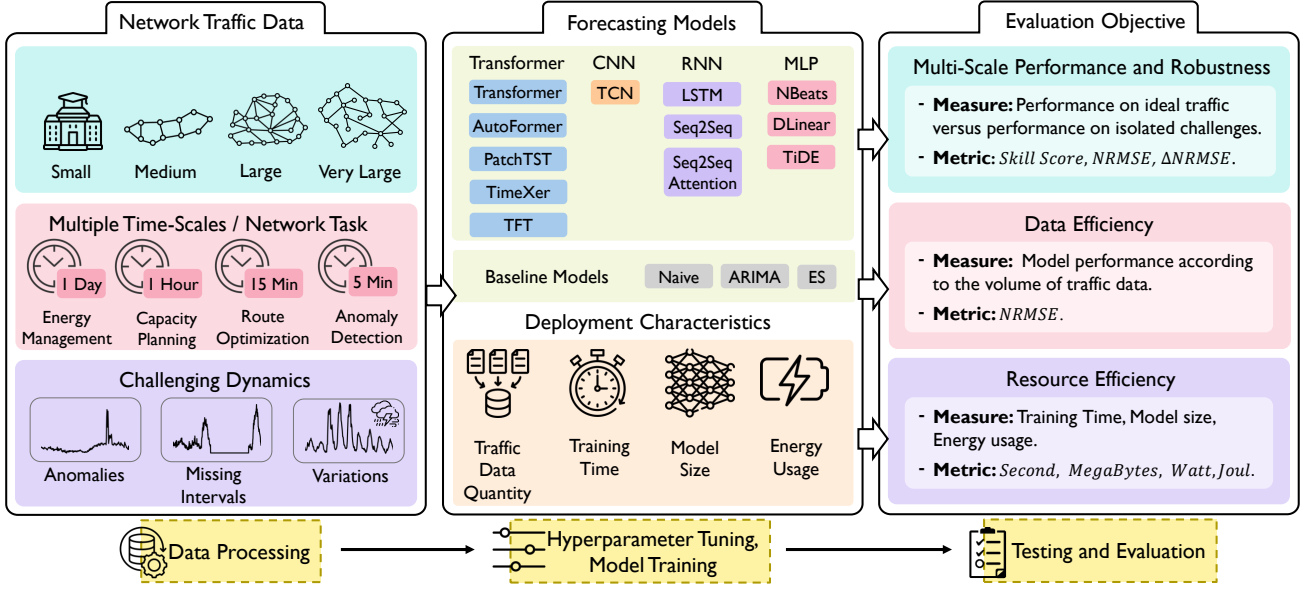 Network Traffic Data
Small
Medium
Large
Very Large
Multiple Time-Scales / Network Task
1 Day
1 Hour
15 Min
5 Min
Energy
Management
Capacity
Planning
Route
Optimization
Anomaly
Detection
Challenging Dynamics
Anomalies
Missing
Intervals
Variations
Forecasting Models
Transformer
Transformer
AutoFormer
PatchTST
TimeXer
TFT
CNN
TCN
RNN
LSTM
Seq2Seq
Seq2Seq
Attention
MLP
NBeats
DLinear
TiDE
Baseline Models
Naive
ARIMA
ES
Deployment Characteristics
Traffic
Data
Quantity
Training
Time
Model
Size
Energy
Usage
Evaluation Objective
Multi-Scale Performance and Robustness
- Measure: Performance on ideal traffic
versus performance on isolated challenges.
- Metric: Skill Score, NRMSE, ΔNRMSE.
Data Efficiency
- Measure: Model performance according
to the volume of traffic data.
- Metric: NRMSE.
Resource Efficiency
- Measure: Training Time, Model size,
Energy usage.
- Metric: Second, MegaBytes, Watt, Joul.
Data Processing
Hyperparameter Tuning,
Model Training
Testing and Evaluation